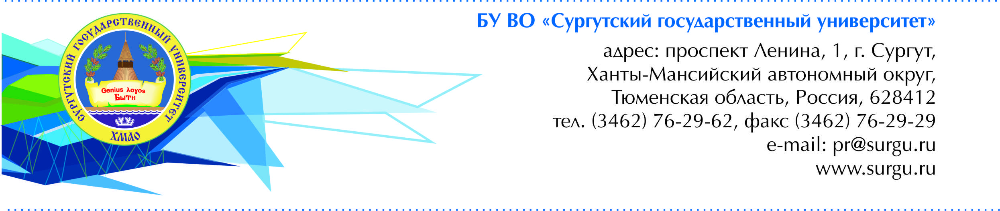 СУРГУТСКИЙ ГОСУДАРСТВЕННЫЙ УНИВЕРСИТЕТ
Genius λογos
Быти
ХМАО
БУ ВО «Сургутский государственный университет»
адрес: проспект Ленина, 1, г. Сургут,
Ханты-Мансийский автономный округ,
Тюменская область, Россия, 628412
тел. (3462) 76-29-62, факс (3462) 76-29-29
e-mail: pr@surgu.ru
www.surgu.ru